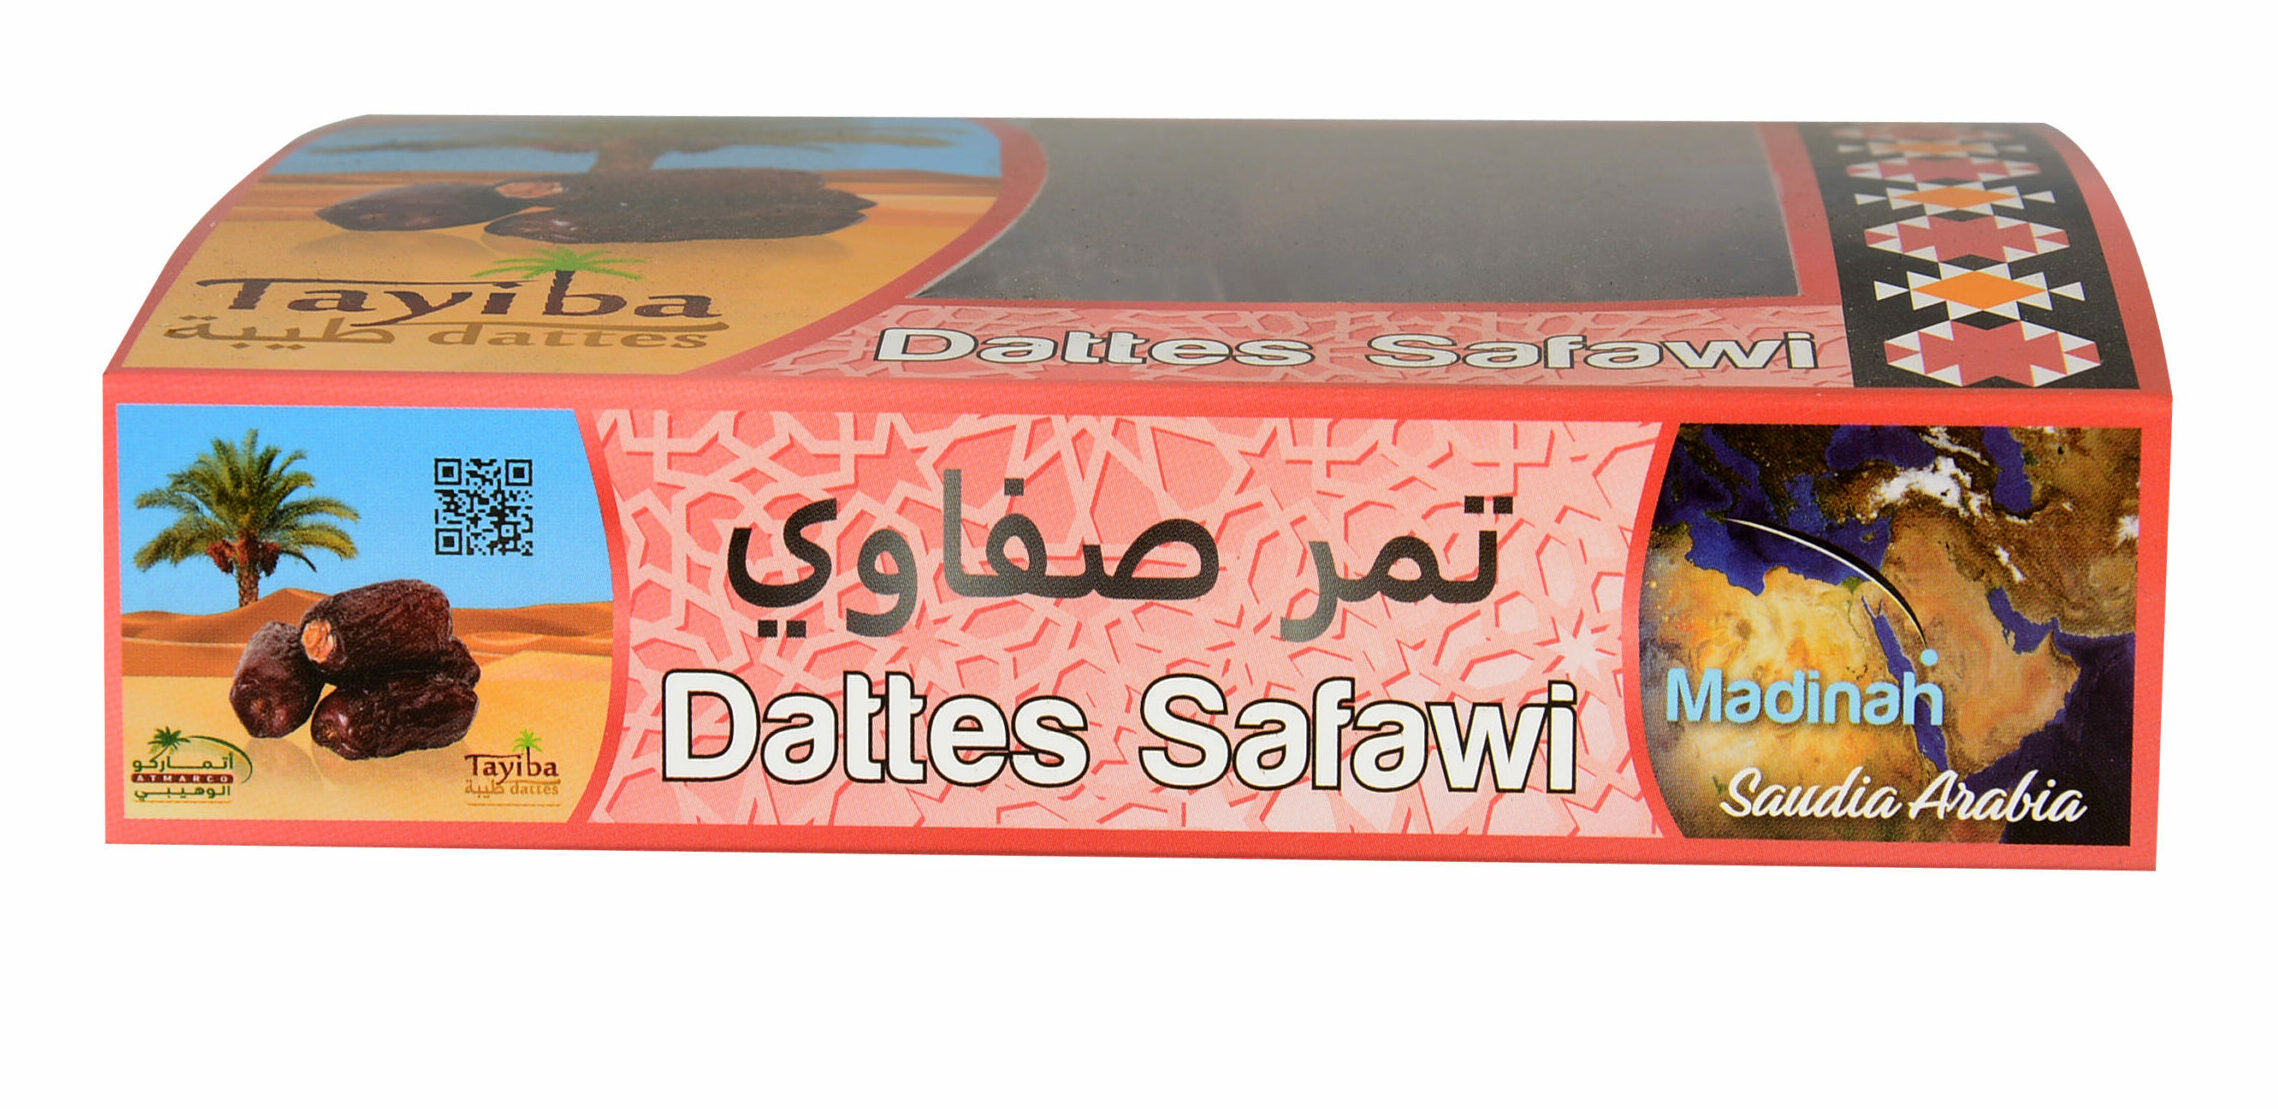 Tayiba
طيبة dattes
Dattes Safawi
تمر صفاوي
Dattes Safawi
أتماركو
ATMARCO
الوهيبي
Tayiba
طيبة dattes
Madinah
Saudia Arabia